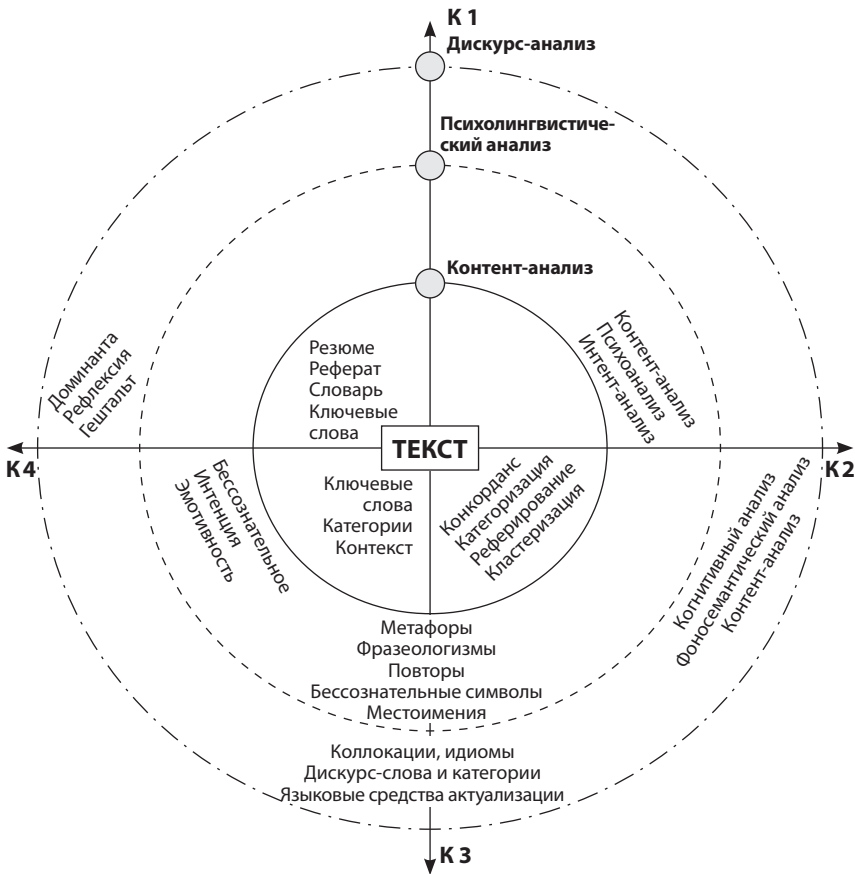 К 1
Дискурс-анализ
Психолингвистиче-
ский анализ
Контент-анализ
Резюме
Реферат
Словарь
Ключевые
слова
Контент-анализ
Психоанализ
Интент-анализ
Доминанта
Рефлексия
Гештальт
К 4
ТЕКСТ
К 2
Бессознательное
Интенция
Эмотивность
Ключевые
слова
Категории
Контекст
Конкорданс
Категоризация
Реферирование
Кластеризация
Когнитивный анализ
Фоносемантический анализ
Контент-анализ
Метафоры
Фразеологизмы
Повторы
Бессознательные символы
Местоимения
Коллокации, идиомы
Дискурс-слова и категории
Языковые средства актуализации
К 3